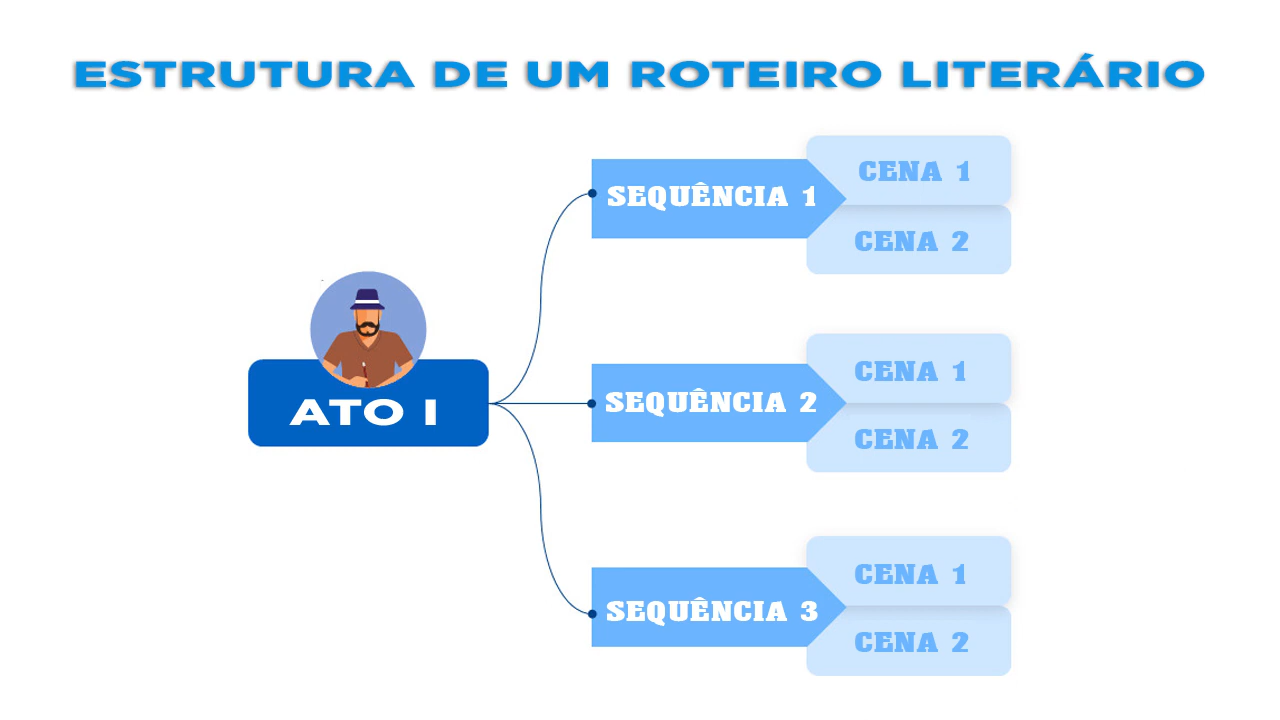 ESTRUTURA DE UM ROTEIRO LITERÁRIO
ATO I
SEQUÊNCIA 1
CENA 1
CENA 2
SEQUÊNCIA 2
CENA 1
CENA 2
SEQUÊNCIA 3
CENA 1
CENA 2